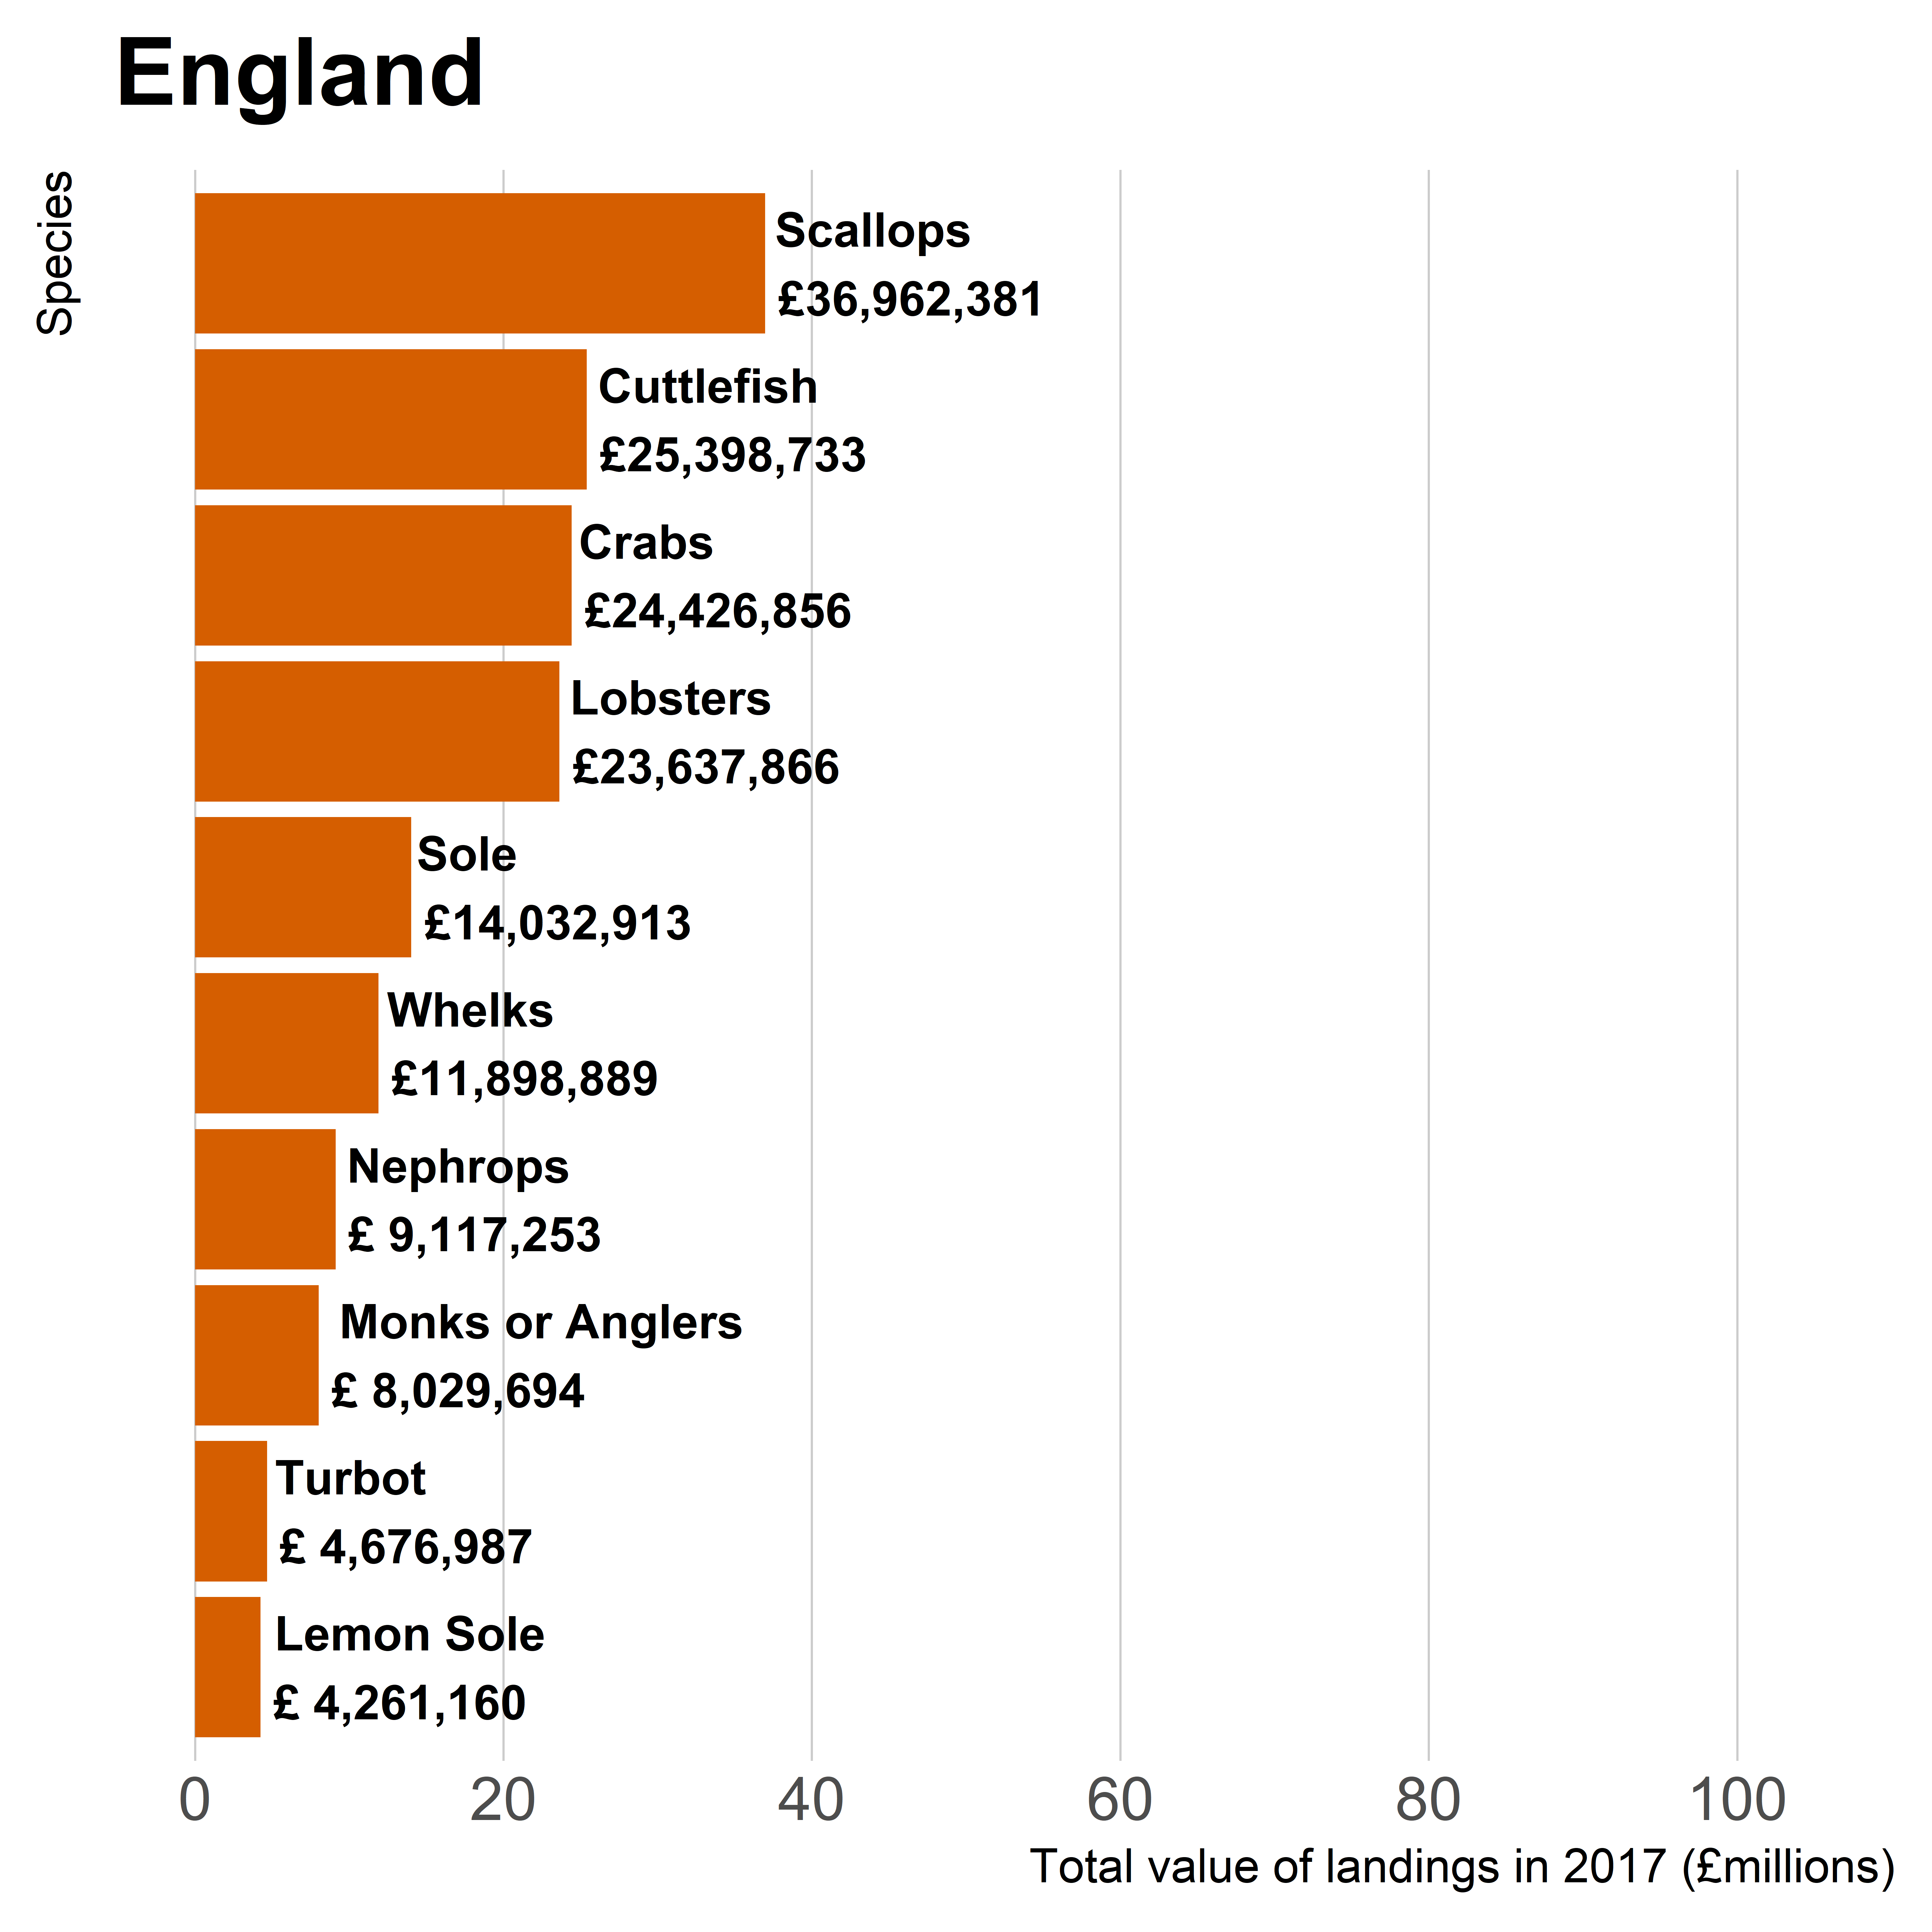 England
Species
Scallops
£36,962,381
Cuttlefish
£25,398,733
Crabs
£24,426,856
Lobsters
£23,637,866
Sole
£14,032,913
Whelks
£11,898,889
Nephrops
£ 9,117,253
Monks or Anglers
£ 8,029,694
Turbot
£ 4,676,987
Lemon Sole
£ 4,261,160
0 20 40 60 80 100
Total value of landings in 2017 (£millions)